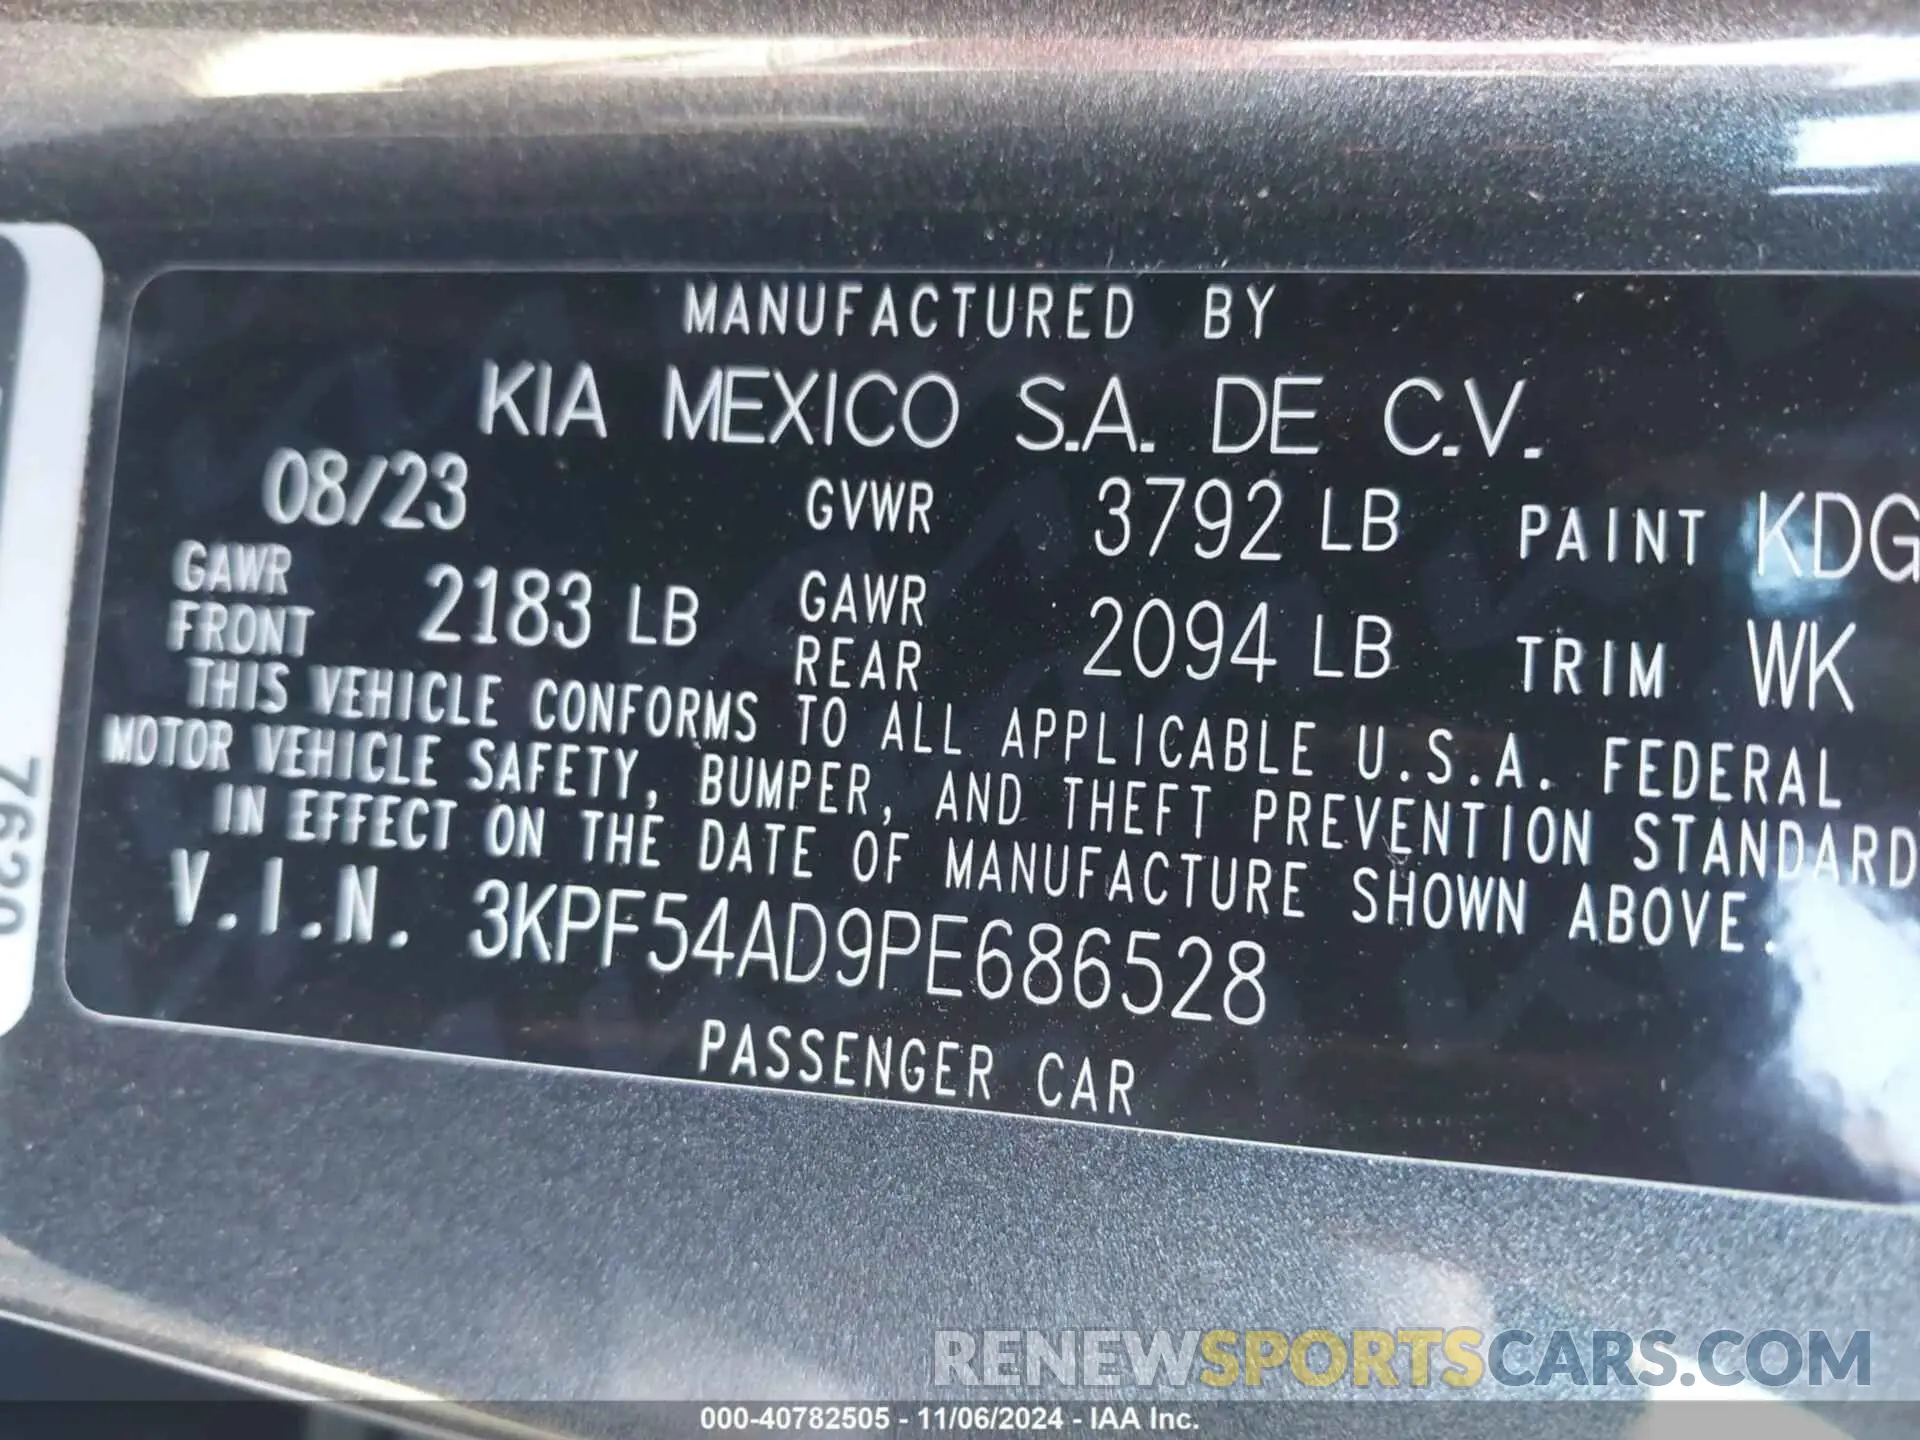 MANUFACTURED BY
KIA MEXICO S.A. DE C.V.
08/23 GVWR 3792 LB PAINT KDG
GAWR FRONT 2183 LB GAWR REAR 2094 LB TRIM WK
THIS VEHICLE CONFORMS TO ALL APPLICABLE U.S.A. FEDERAL
MOTOR VEHICLE SAFETY, BUMPER, AND THEFT PREVENTION STANDARD
IN EFFECT ON THE DATE OF MANUFACTURE SHOWN ABOVE.
V.I.N. 3KPF54AD9PE686528
PASSENGER CAR
7620
RENEWSPORTSCARS.COM
000-40782505 - 11/06/2024 - IAA Inc.